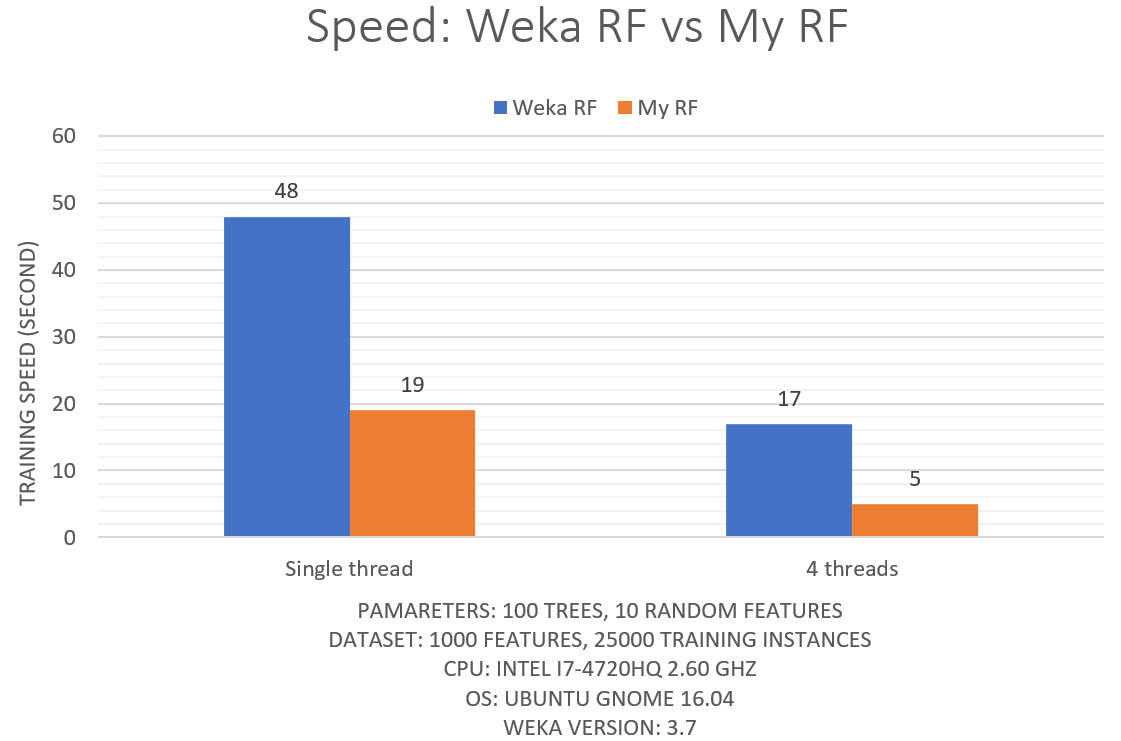 Speed: Weka RF vs My RF
Weka RF My RF
60
50
40
30
20
10
0
TRAINING SPEED (SECOND)
48
19
17
5
Single thread
4 threads
PAMARETERS: 100 TREES, 10 RANDOM FEATURES
DATASET: 1000 FEATURES, 25000 TRAINING INSTANCES
CPU: INTEL I7-4720HQ 2.60 GHZ
OS: UBUNTU GNOME 16.04
WEKA VERSION: 3.7